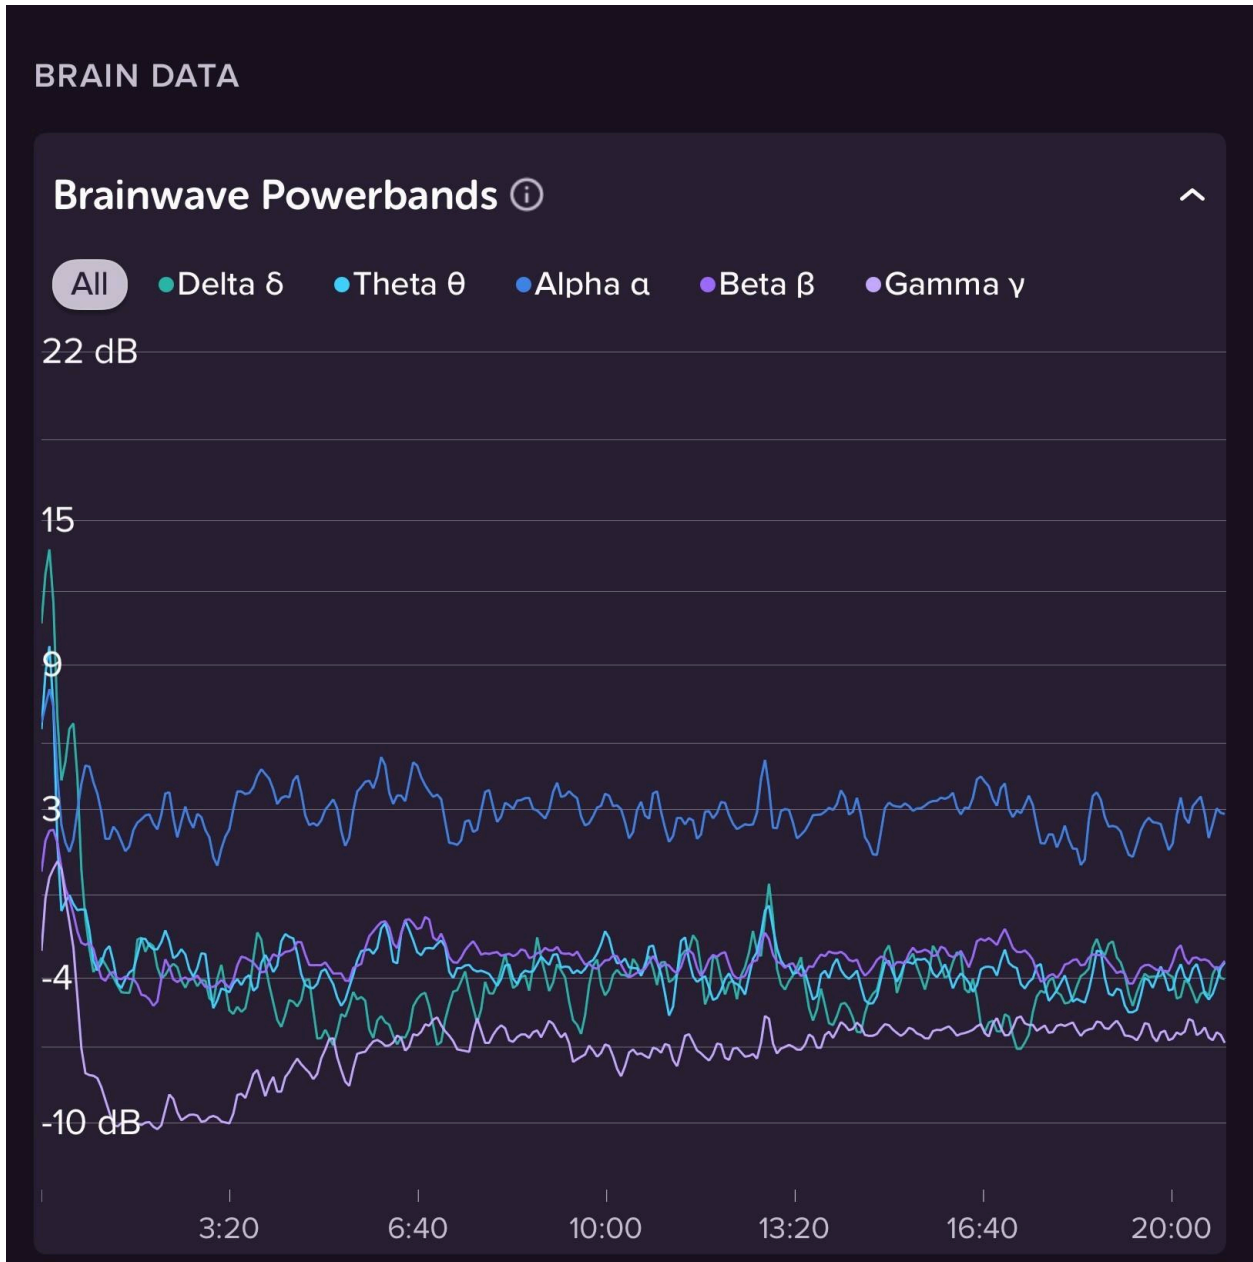 BRAIN DATA
Brainwave Powerbands
All Delta δ Theta θ Alpha α Beta β Gamma γ
22 dB
15
9
3
-4
-10 dB
3:20 6:40 10:00 13:20 16:40 20:00